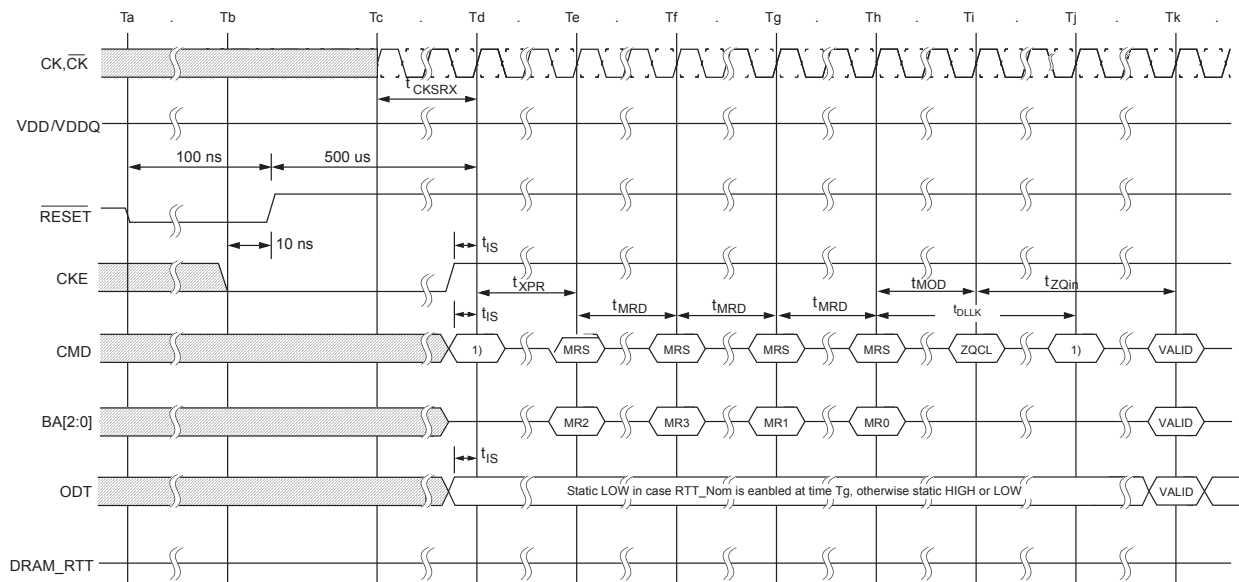 Ta . Tb . Tc . Td . Te . Tf . Tg . Th . Ti . Tj . Tk .
CK,CK
tCKSRX
VDD/VDDQ
100 ns 500 us
RESET
10 ns tIS
CKE
tXPR tMOD tZQin
tMRD tMRD tMRD tDLLK
tIS
CMD 1) MRS MRS MRS MRS ZQCL 1) VALID
BA[2:0] MR2 MR3 MR1 MR0 VALID
tIS
ODT Static LOW in case RTT_Nom is eanbled at time Tg, otherwise static HIGH or LOW VALID
DRAM_RTT